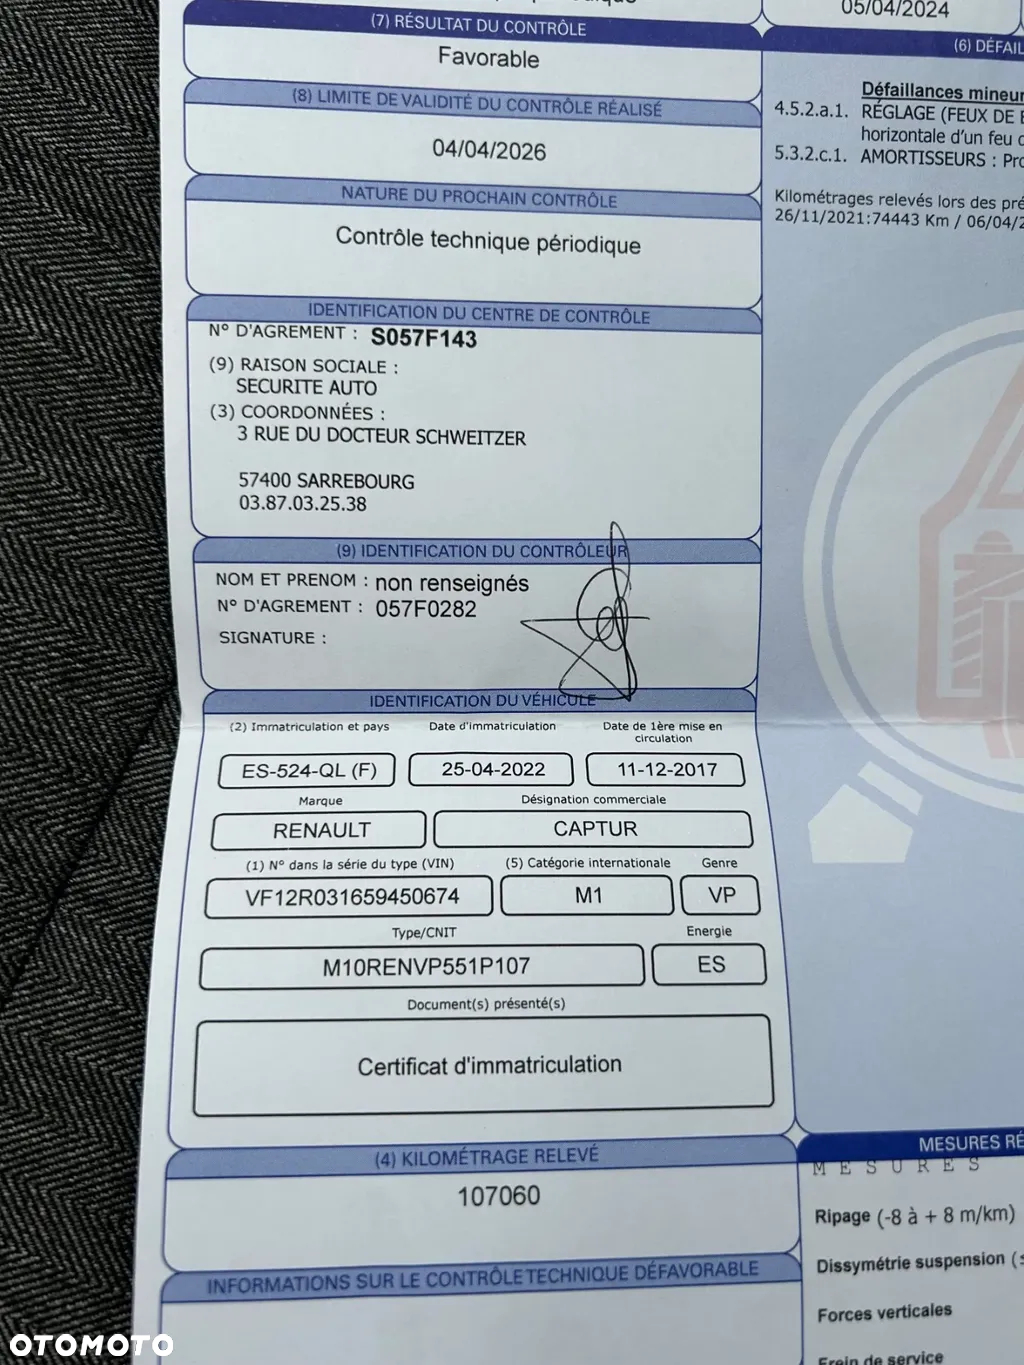 05/04/2024
(7) RÉSULTAT DU CONTRÔLE
Favorable
(8) LIMITE DE VALIDITÉ DU CONTRÔLE RÉALISÉ
04/04/2026
NATURE DU PROCHAIN CONTRÔLE
Contrôle technique périodique
IDENTIFICATION DU CENTRE DE CONTRÔLE
N° D'AGREMENT : S057F143
(9) RAISON SOCIALE :
SECURITE AUTO
(3) COORDONNÉES :
3 RUE DU DOCTEUR SCHWEITZER
57400 SARREBOURG
03.87.03.25.38
(9) IDENTIFICATION DU CONTRÔLEUR
NOM ET PRENOM : non renseignés
N° D'AGREMENT : 057F0282
SIGNATURE :
IDENTIFICATION DU VÉHICULE
(2) Immatriculation et pays Date d'immatriculation Date de 1ère mise en
circulation
ES-524-QL (F) 25-04-2022 11-12-2017
Marque Désignation commerciale
RENAULT CAPTUR
(1) N° dans la série du type (VIN) (5) Catégorie internationale Genre
VF12R031659450674 M1 VP
Type/CNIT Energie
M10RENVP551P107 ES
Document(s) présenté(s)
Certificat d'immatriculation
(4) KILOMÉTRAGE RELEVÉ
107060
INFORMATIONS SUR LE CONTRÔLE TECHNIQUE DÉFAVORABLE
(6) DÉFAIL
Défaillances mineur
4.5.2.a.1. RÉGLAGE (FEUX DE
horizontale d'un feu
5.3.2.c.1. AMORTISSEURS : Pro
Kilométrages relevés lors des pré
26/11/2021:74443 Km / 06/04/2
MESURES RÉ
MESURES
Ripage (-8 à + 8 m/km)
Dissymétrie suspension (
Forces verticales
Frein de service
OTOMOTO